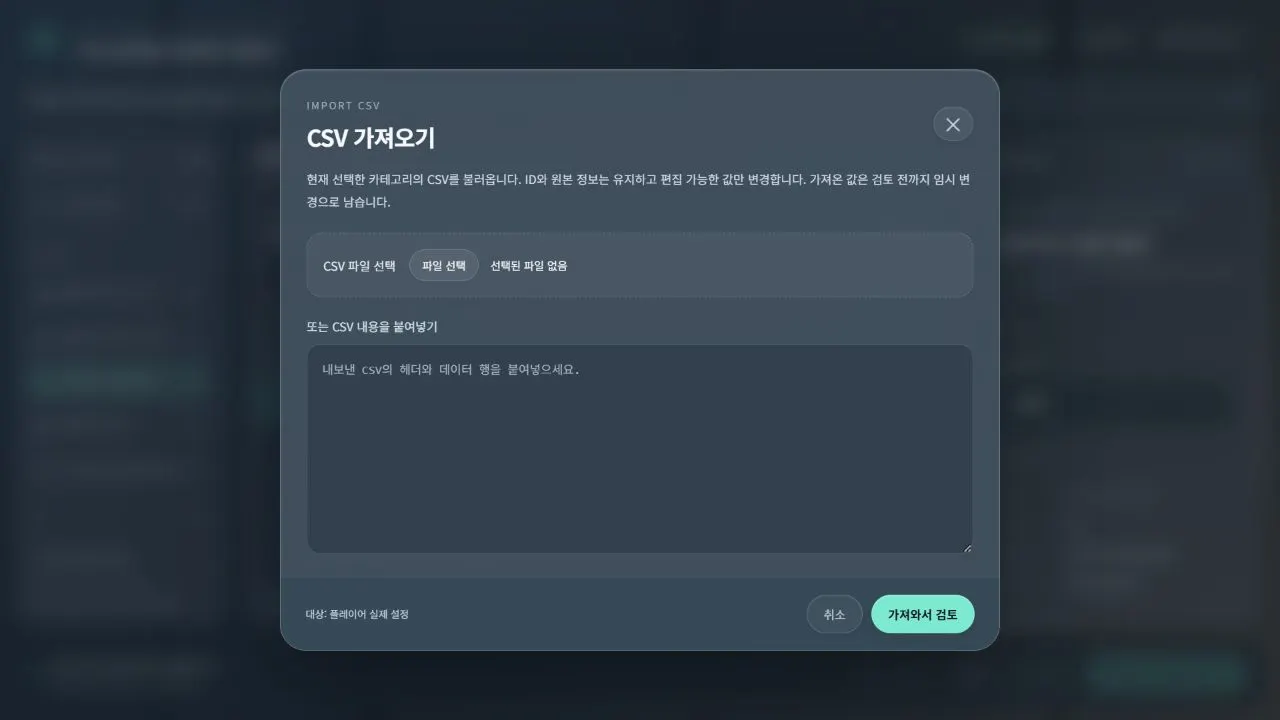 IMPORT CSV
CSV 가져오기
현재 선택한 카테고리의 CSV를 불러옵니다. ID와 원본 정보는 유지하고 편집 가능한 값만 변경합니다. 가져온 값은 검토 전까지 임시 변
경으로 남습니다.
CSV 파일 선택 파일 선택 선택된 파일 없음
또는 CSV 내용을 붙여넣기
내보낸 CSV의 헤더와 데이터 행을 붙여넣으세요.
대상: 플레이어 실제 설정
취소
가져와서 검토